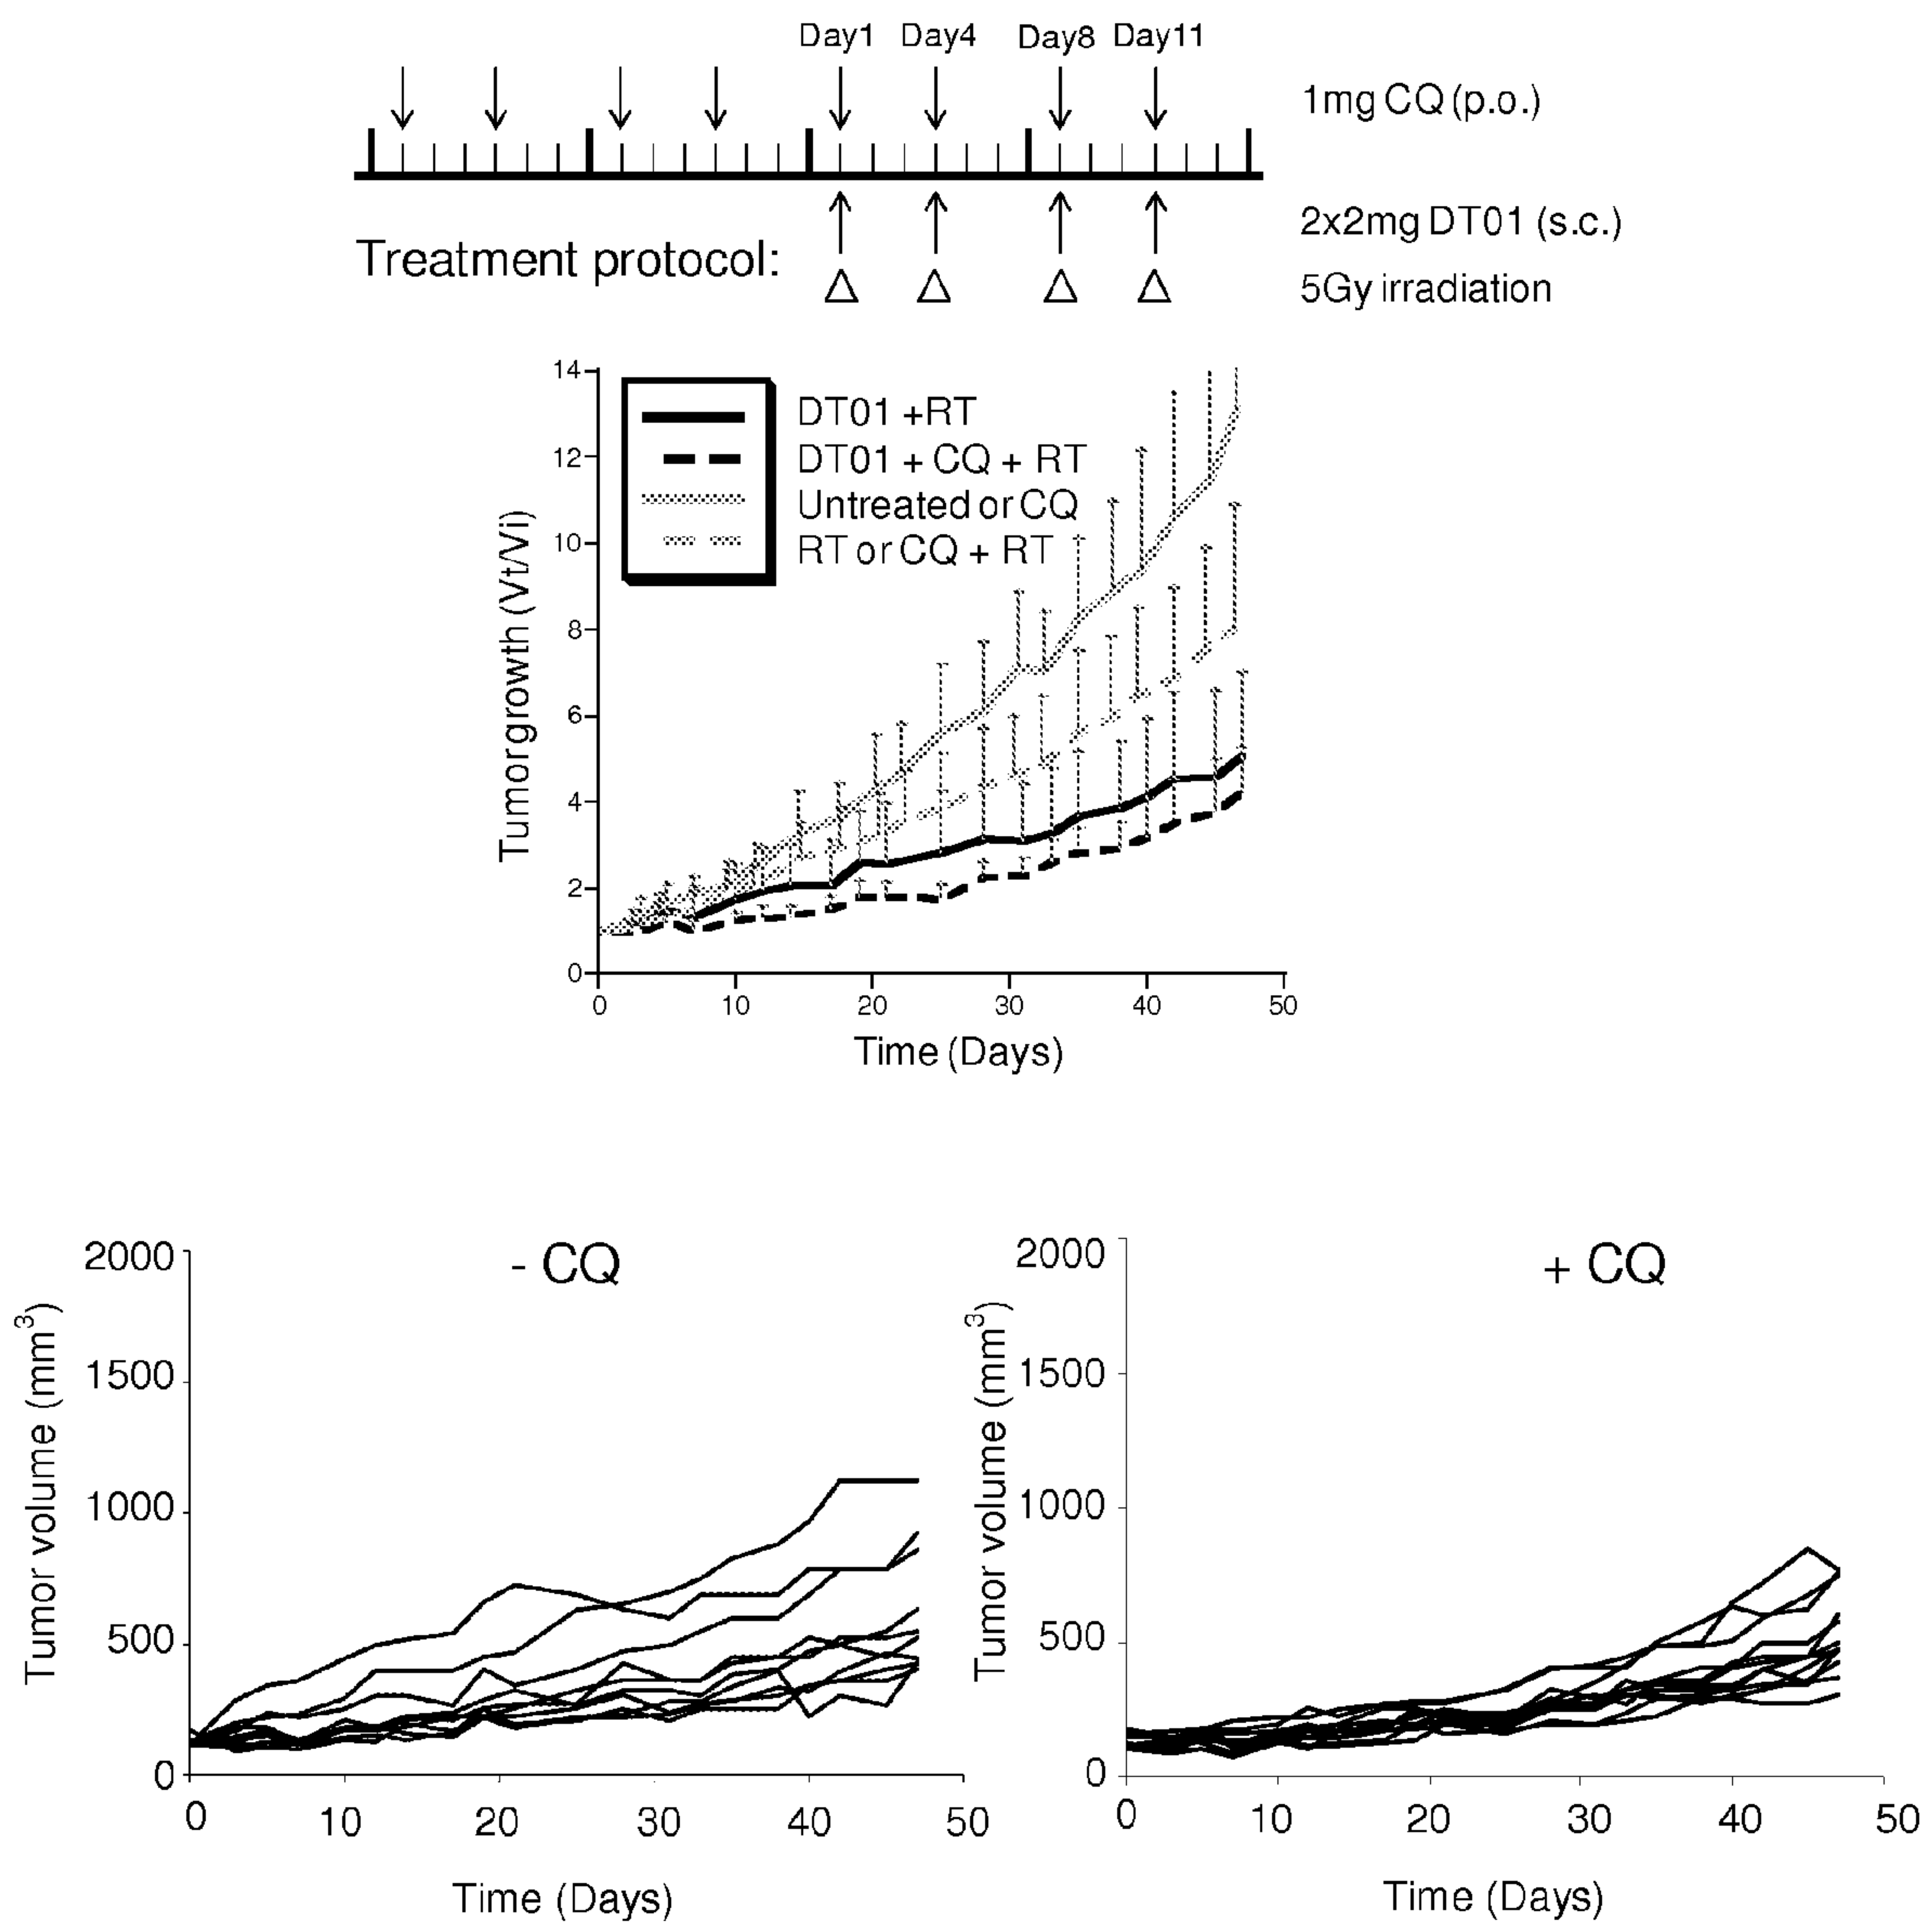 Day1 Day4 Day8 Day11
1mg CQ (p.o.)
2x2mg DT01 (s.c.)
Treatment protocol:
5Gy irradiation
14
12
10
8
6
4
2
0
Tumorgrowth (Vt/Vi)
DT01 +RT
DT01 + CQ + RT
Untreated or CQ
RT or CQ + RT
0 10 20 30 40 50
Time (Days)
- CQ
2000
1500
1000
500
0
Tumor volume (mm³)
0 10 20 30 40 50
Time (Days)
+ CQ
2000
1500
1000
500
0
Tumor volume (mm³)
0 10 20 30 40 50
Time (Days)